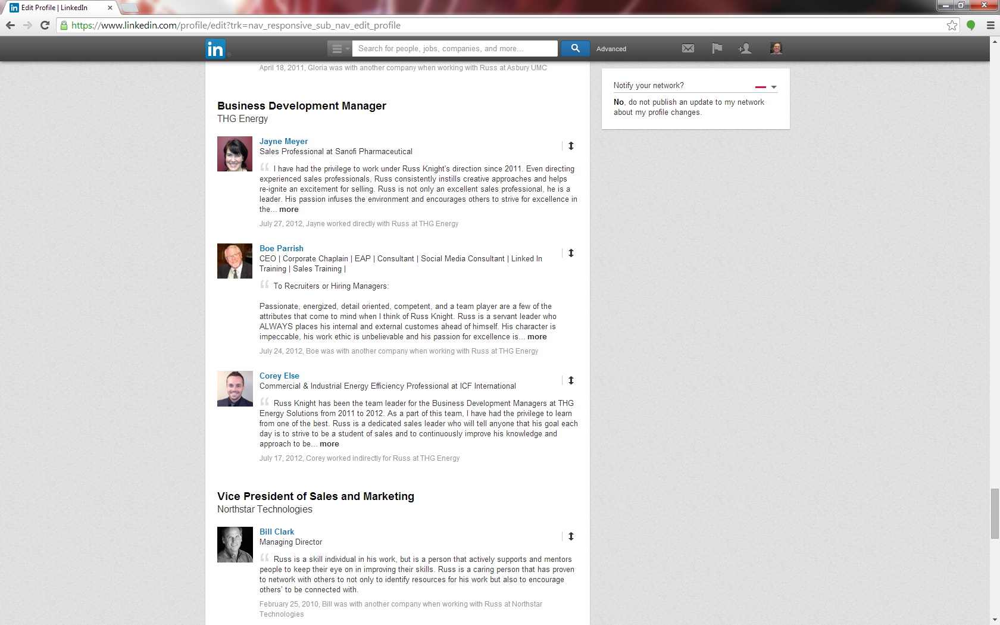 Edit Profile | LinkedIn
https://www.linkedin.com/profile/edit?trk=nav_responsive_sub_nav_edit_profile
in
Search for people, jobs, companies, and more...
Advanced
April 18, 2011, Gloria was with another company when working with Russ at Asbury UMC
Notify your network?
No, do not publish an update to my network
about my profile changes.
Business Development Manager
THG Energy
Jayne Meyer
Sales Professional at Sanofi Pharmaceutical
“ I have had the privilege to work under Russ Knight's direction since 2011. Even directing
experienced sales professionals, Russ consistently instills creative approaches and helps
re-ignite an excitement for selling. Russ is not only an excellent sales professional, he is a
leader. His passion infuses the environment and encourages others to strive for excellence in
the... more
July 27, 2012, Jayne worked directly with Russ at THG Energy
Boe Parrish
CEO | Corporate Chaplain | EAP | Consultant | Social Media Consultant | Linked In
Training | Sales Training |
“ To Recruiters or Hiring Managers:
Passionate, energized, detail oriented, competent, and a team player are a few of the
attributes that come to mind when I think of Russ Knight. Russ is a servant leader who
ALWAYS places his internal and external customes ahead of himself. His character is
impeccable, his work ethic is unbelievable and his passion for excellence is... more
July 24, 2012, Boe was with another company when working with Russ at THG Energy
Corey Else
Commercial & Industrial Energy Efficiency Professional at ICF International
“ Russ Knight has been the team leader for the Business Development Managers at THG
Energy Solutions from 2011 to 2012. As a part of this team, I have had the privilege to learn
from one of the best. Russ is a dedicated sales leader who will tell anyone that his goal each
day is to strive to be a student of sales and to continuously improve his knowledge and
approach to be... more
July 17, 2012, Corey worked indirectly for Russ at THG Energy
Vice President of Sales and Marketing
Northstar Technologies
Bill Clark
Managing Director
“ Russ is a skill individual in his work, but is a person that actively supports and mentors
people to keep their eye on in improving their skills. Russ is a caring person that has proven
to network with others to not only to identify resources for his work but also to encourage
others’ to be connected with.
February 25, 2010, Bill was with another company when working with Russ at Northstar
Technologies